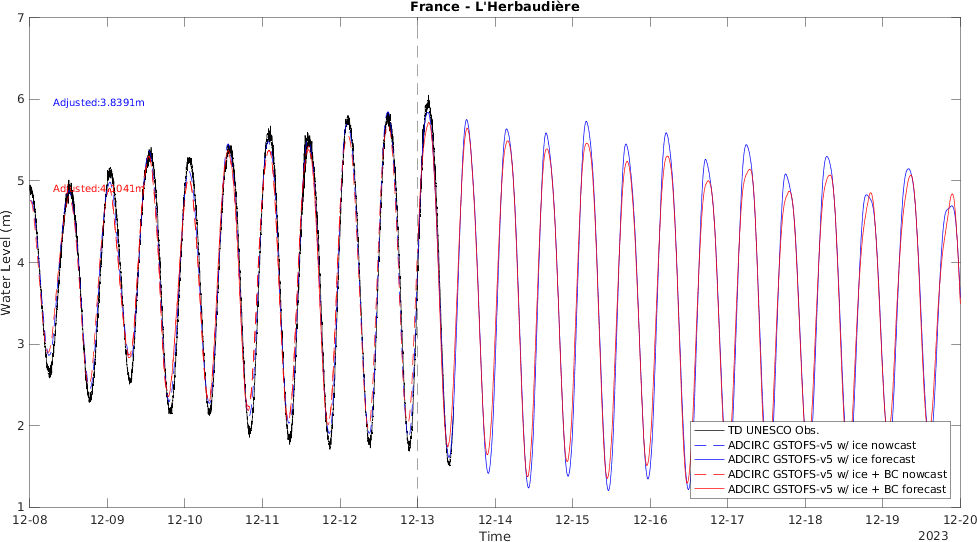 France - L'Herbaudière
7
6
5
4
3
2
1
Water Level (m)
Adjusted:3.8391m
TD UNESCO Obs.
ADCIRC GSTOFS-v5 w/ ice nowcast
ADCIRC GSTOFS-v5 w/ ice forecast
ADCIRC GSTOFS-v5 w/ ice + BC nowcast
ADCIRC GSTOFS-v5 w/ ice + BC forecast
12-08 12-09 12-10 12-11 12-12 12-13 12-14 12-15 12-16 12-17 12-18 12-19 12-20
Time
2023